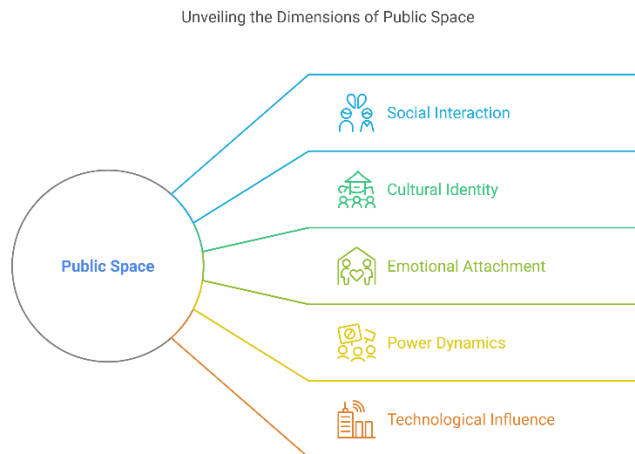 Unveiling the Dimensions of Public Space
Social Interaction
Cultural Identity
Public Space
Emotional Attachment
Power Dynamics
Technological Influence